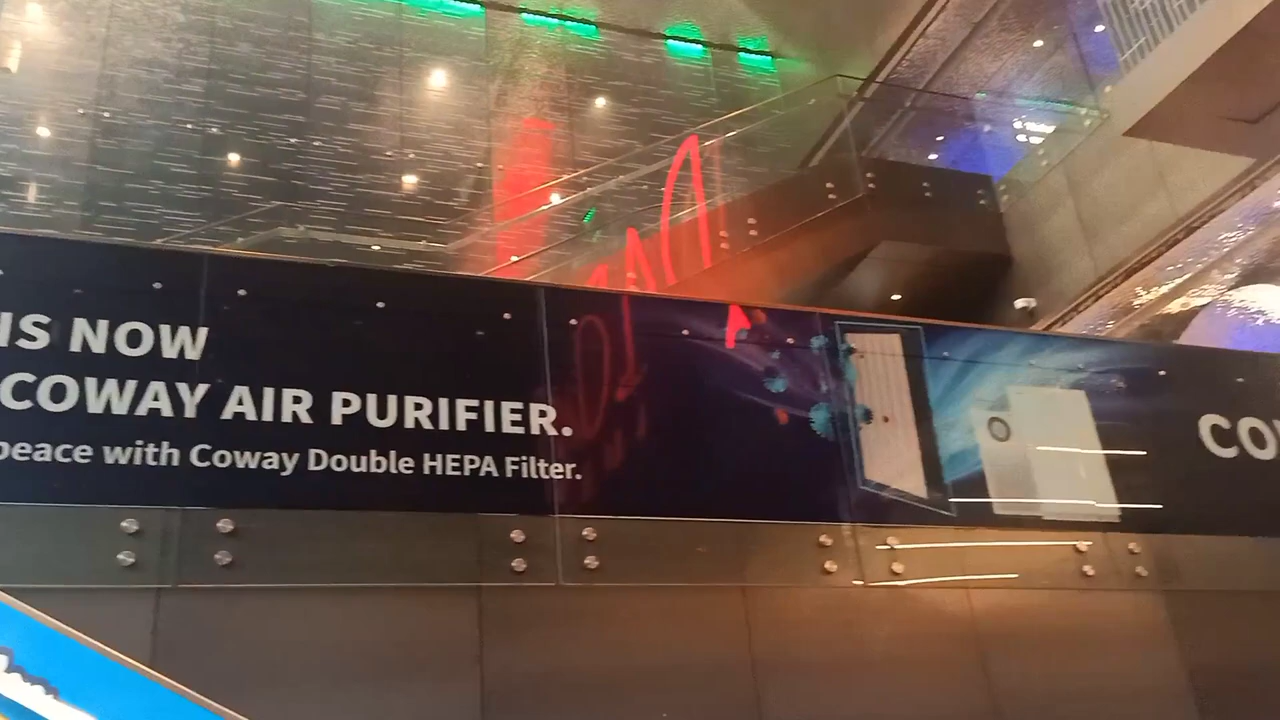 IS NOW
COWAY AIR PURIFIER.
peace with Coway Double HEPA Filter.